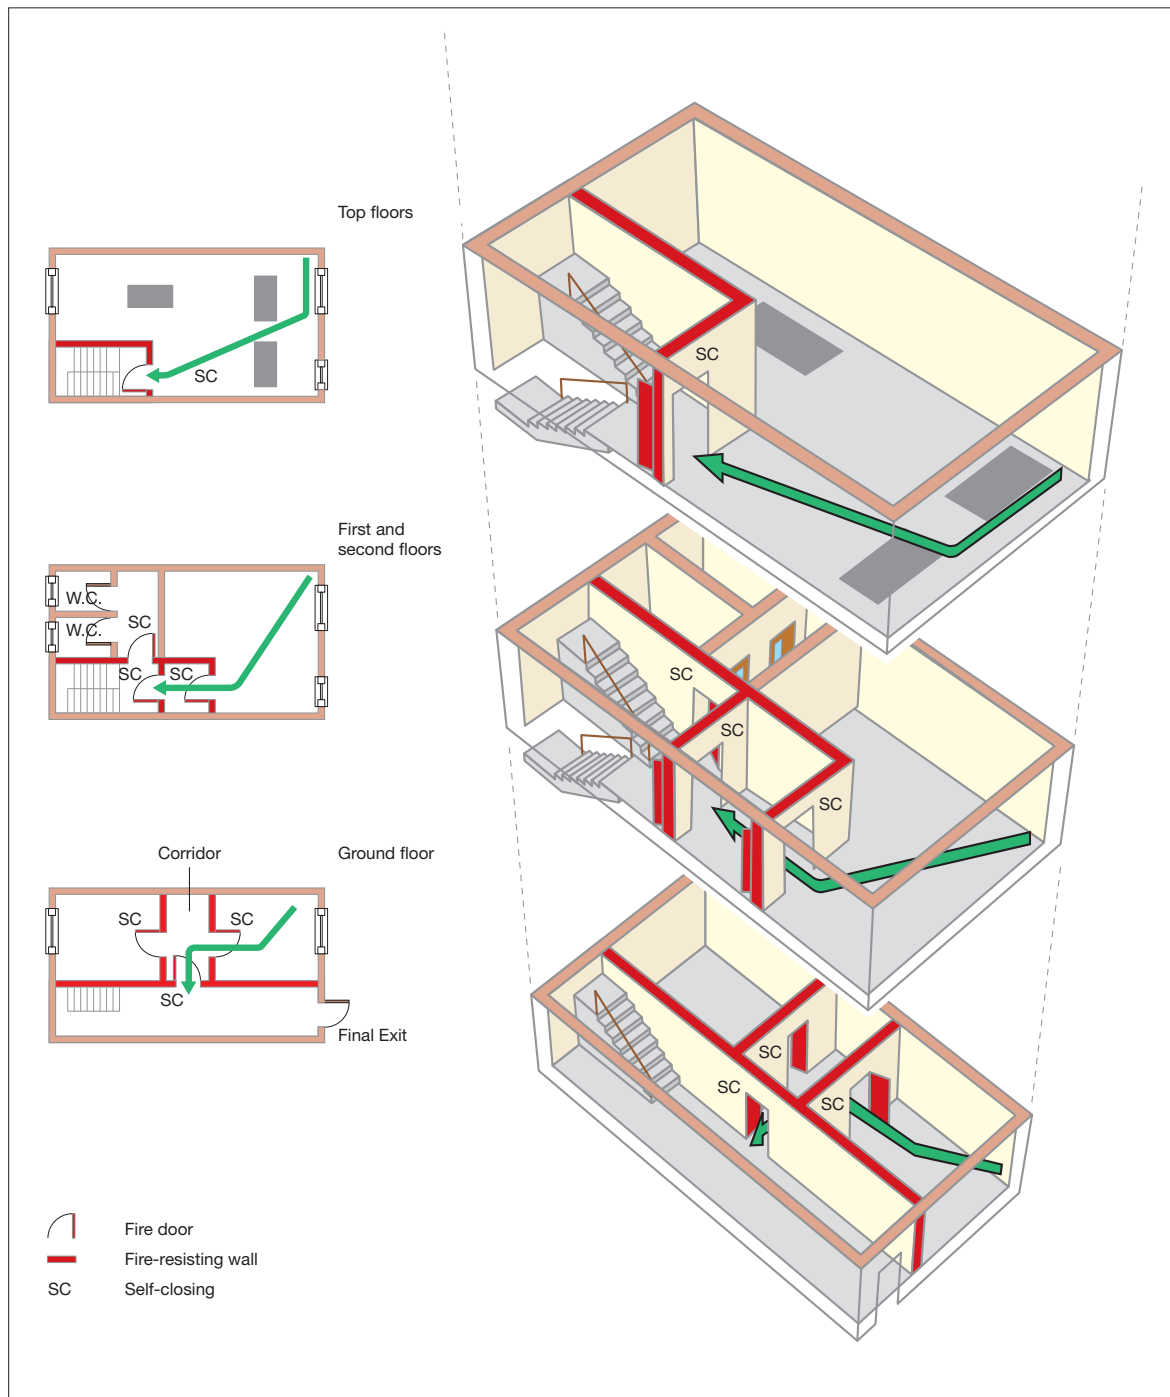 Top floors
SC
SC
First and
second floors
W.C.
W.C.
SC
SC
SC
SC
SC
SC
Corridor
Ground floor
SC
SC
SC
Final Exit
SC
SC
SC
Fire door
Fire-resisting wall
SC
Self-closing